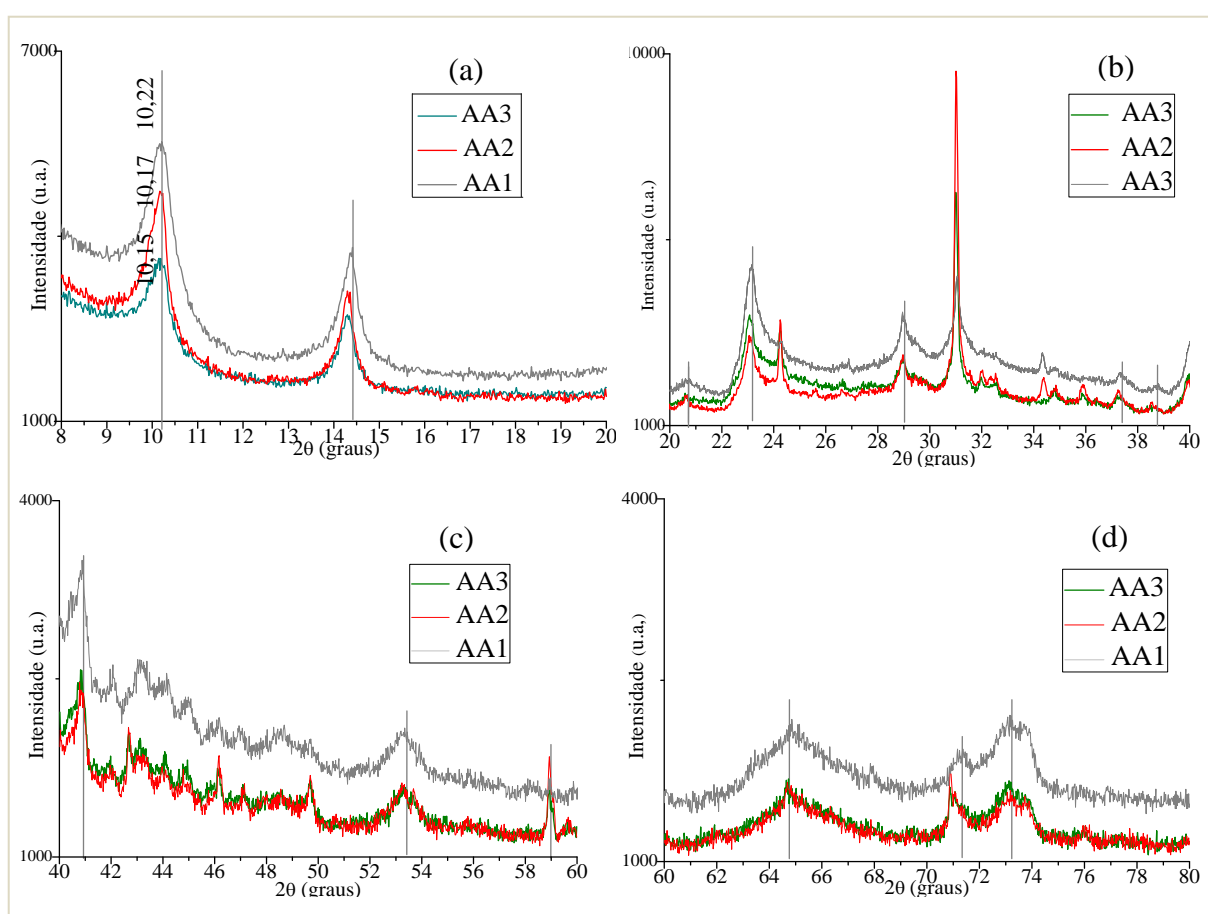 (a)
7000
Intensidade (u.a.)
1000
10,15 10,17 10,22
AA3
AA2
AA1
8 9 10 11 12 13 14 15 16 17 18 19 20
2θ (graus)
(b)
10000
Intensidade (u.a.)
1000
AA3
AA2
AA3
20 22 24 26 28 30 32 34 36 38 40
2θ (graus)
(c)
4000
Intensidade (u.a.)
1000
AA3
AA2
AA1
40 42 44 46 48 50 52 54 56 58 60
2θ (graus)
(d)
4000
Intensidade (u.a,)
1000
AA3
AA2
AA1
60 62 64 66 68 70 72 74 76 78 80
2θ (graus)